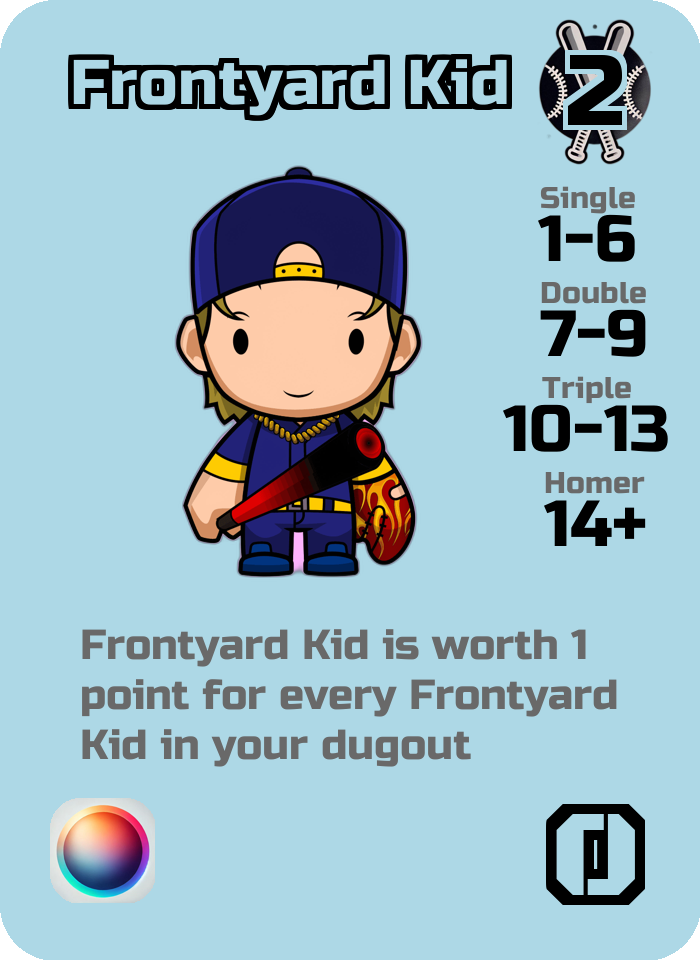 Frontyard Kid
2
Single
1-6
Double
7-9
Triple
10-13
Homer
14+
Frontyard Kid is worth 1
point for every Frontyard
Kid in your dugout